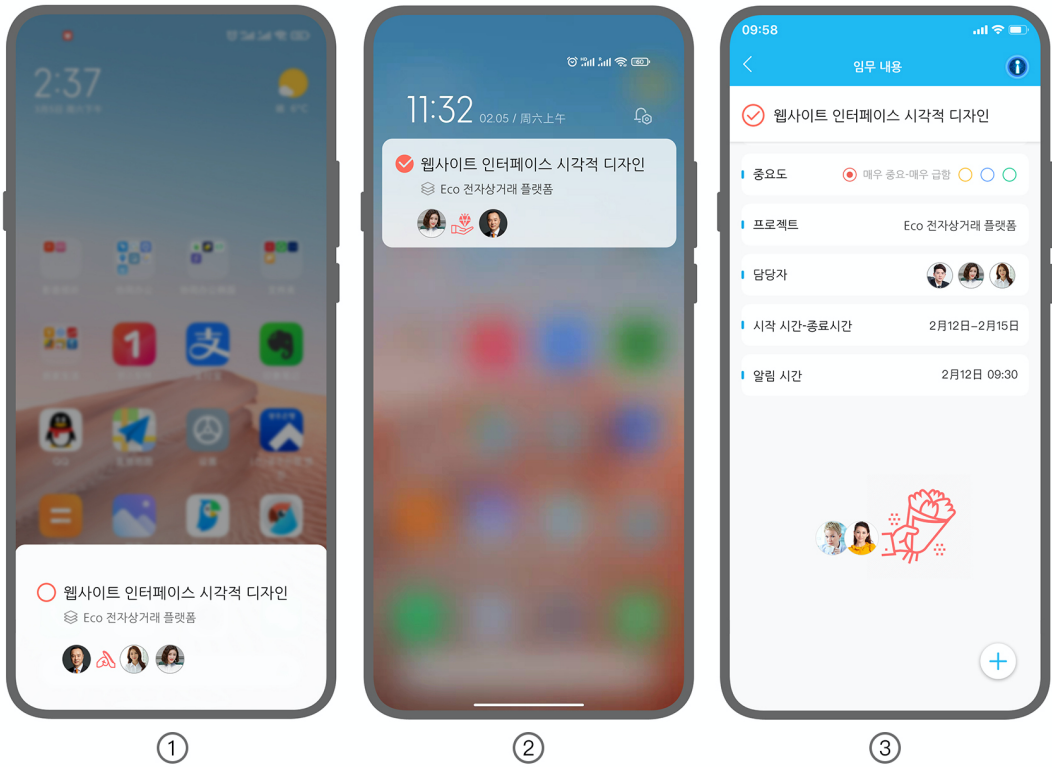 2:37
웹사이트 인터페이스 시각적 디자인
Eco 전자상거래 플랫폼
①
60
11:32 02.05 / 周六上午
웹사이트 인터페이스 시각적 디자인
Eco 전자상거래 플랫폼
②
09:58
임무 내용
웹사이트 인터페이스 시각적 디자인
중요도 매우 중요-매우 급함
프로젝트 Eco 전자상거래 플랫폼
담당자
시작 시간-종료시간 2月12日-2月15日
알림 시간 2月12日 09:30
③